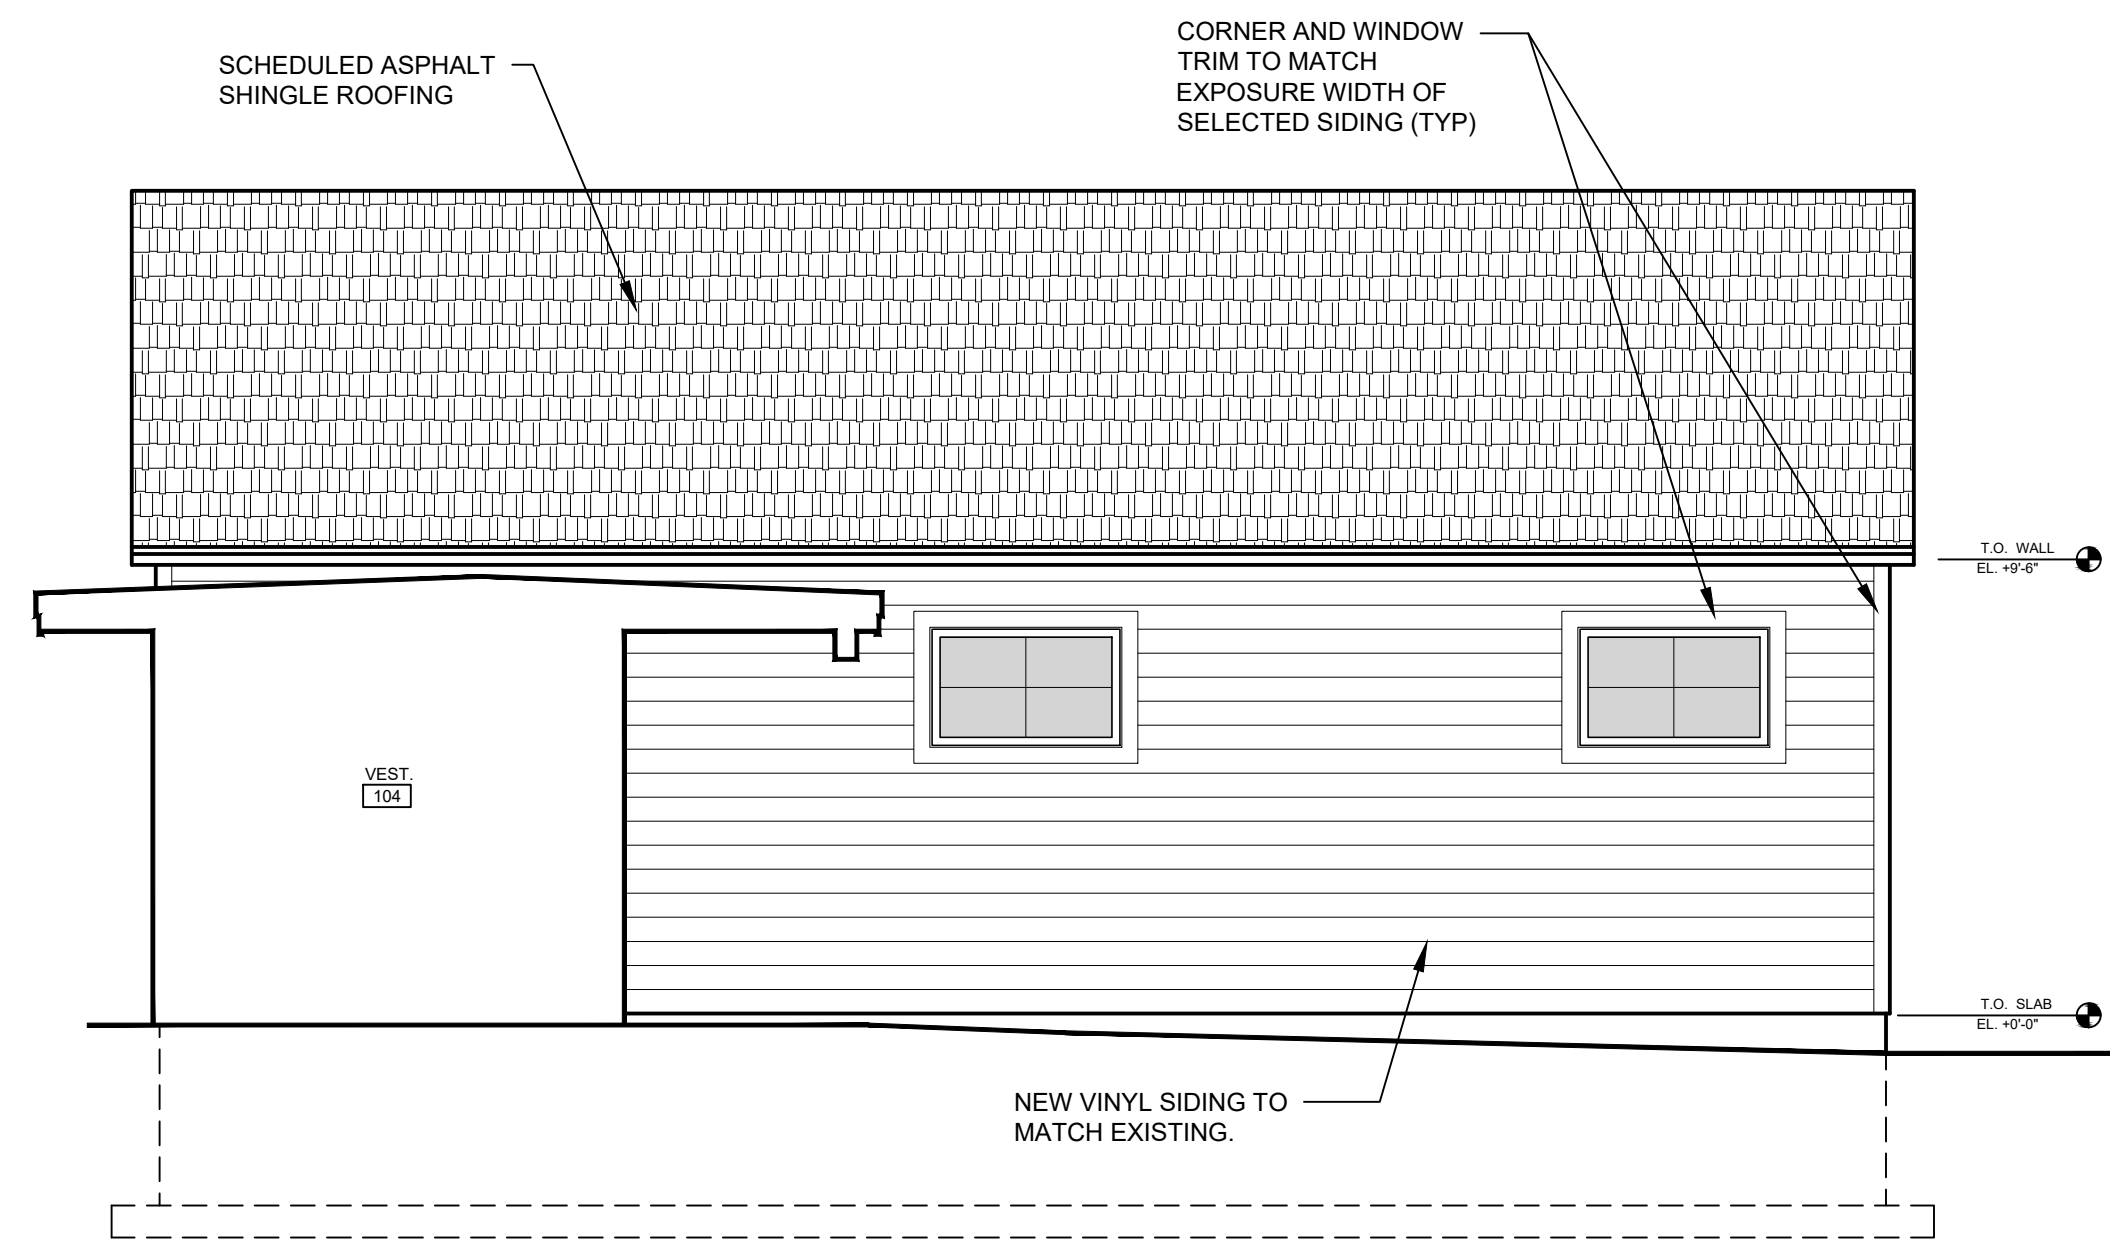 CORNER AND WINDOW
TRIM TO MATCH
EXPOSURE WIDTH OF
SELECTED SIDING (TYP)
SCHEDULED ASPHALT
SHINGLE ROOFING
T.O. WALL
EL. +9'-6"
VEST.
104
T.O. SLAB
EL. +0'-0"
NEW VINYL SIDING TO
MATCH EXISTING.